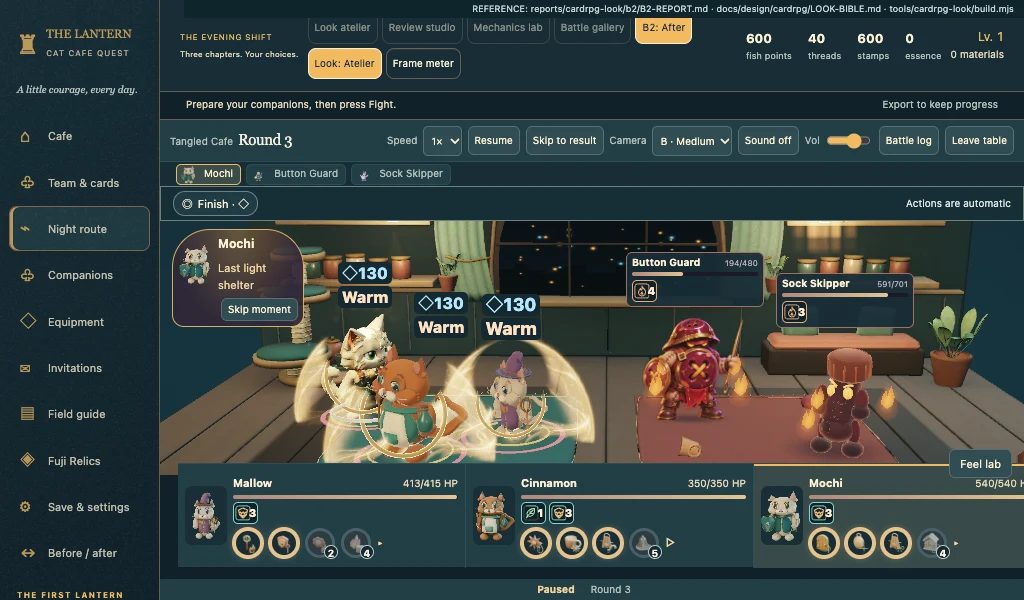 REFERENCE: reports/cardrpg-look/b2/B2-REPORT.md · docs/design/cardrpg/LOOK-BIBLE.md · tools/cardrpg-look/build.mjs
THE LANTERN
CAT CAFE QUEST
A little courage, every day.
Cafe
Team & cards
Night route
Companions
Equipment
Invitations
Field guide
Fuji Relics
Save & settings
Before / after
THE FIRST LANTERN
THE EVENING SHIFT
Three chapters. Your choices.
Look atelier
Review studio
Mechanics lab
Battle gallery
B2: After
Look: Atelier
Frame meter
600 fish points
40 threads
600 stamps
0 essence
Lv. 1
0 materials
Prepare your companions, then press Fight.
Export to keep progress
Tangled Cafe Round 3
Speed
1x
Resume
Skip to result
Camera
B · Medium
Sound off
Vol
Battle log
Leave table
Mochi
Button Guard
Sock Skipper
Finish ·
Actions are automatic
Mochi
Last light
shelter
Skip moment
130
Warm
130
Warm
130
Warm
Button Guard 194/480
4
Sock Skipper 591/701
3
Feel lab
Mallow 413/415 HP
3
2
4
Cinnamon 350/350 HP
1
3
5
Mochi 540/540 H
3
4
Paused Round 3